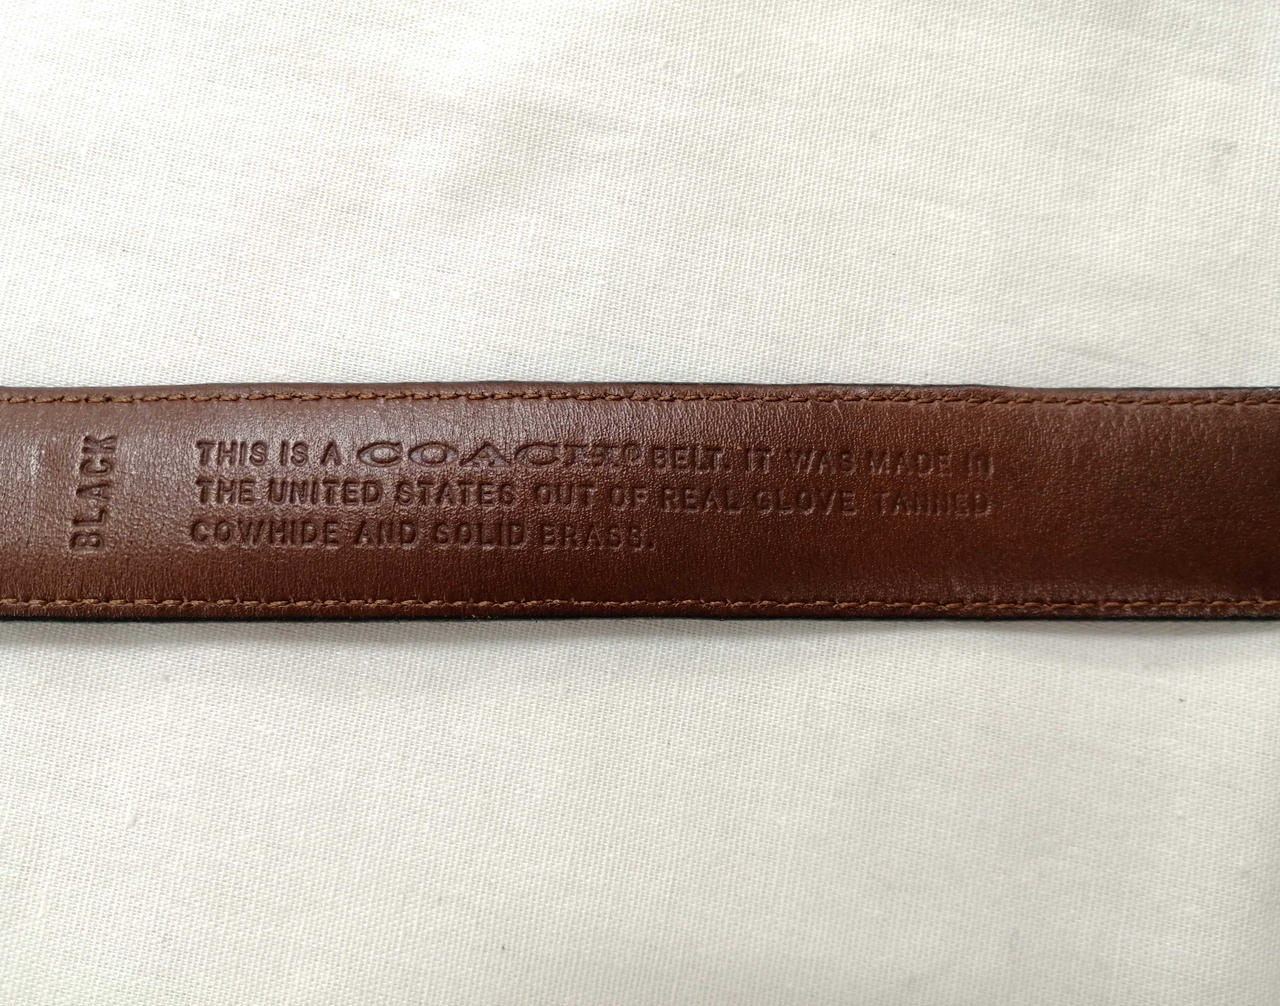 BLACK
THIS IS A COACH® BELT. IT WAS MADE IN
THE UNITED STATES OUT OF REAL GLOVE TANNED
COWHIDE AND SOLID BRASS.